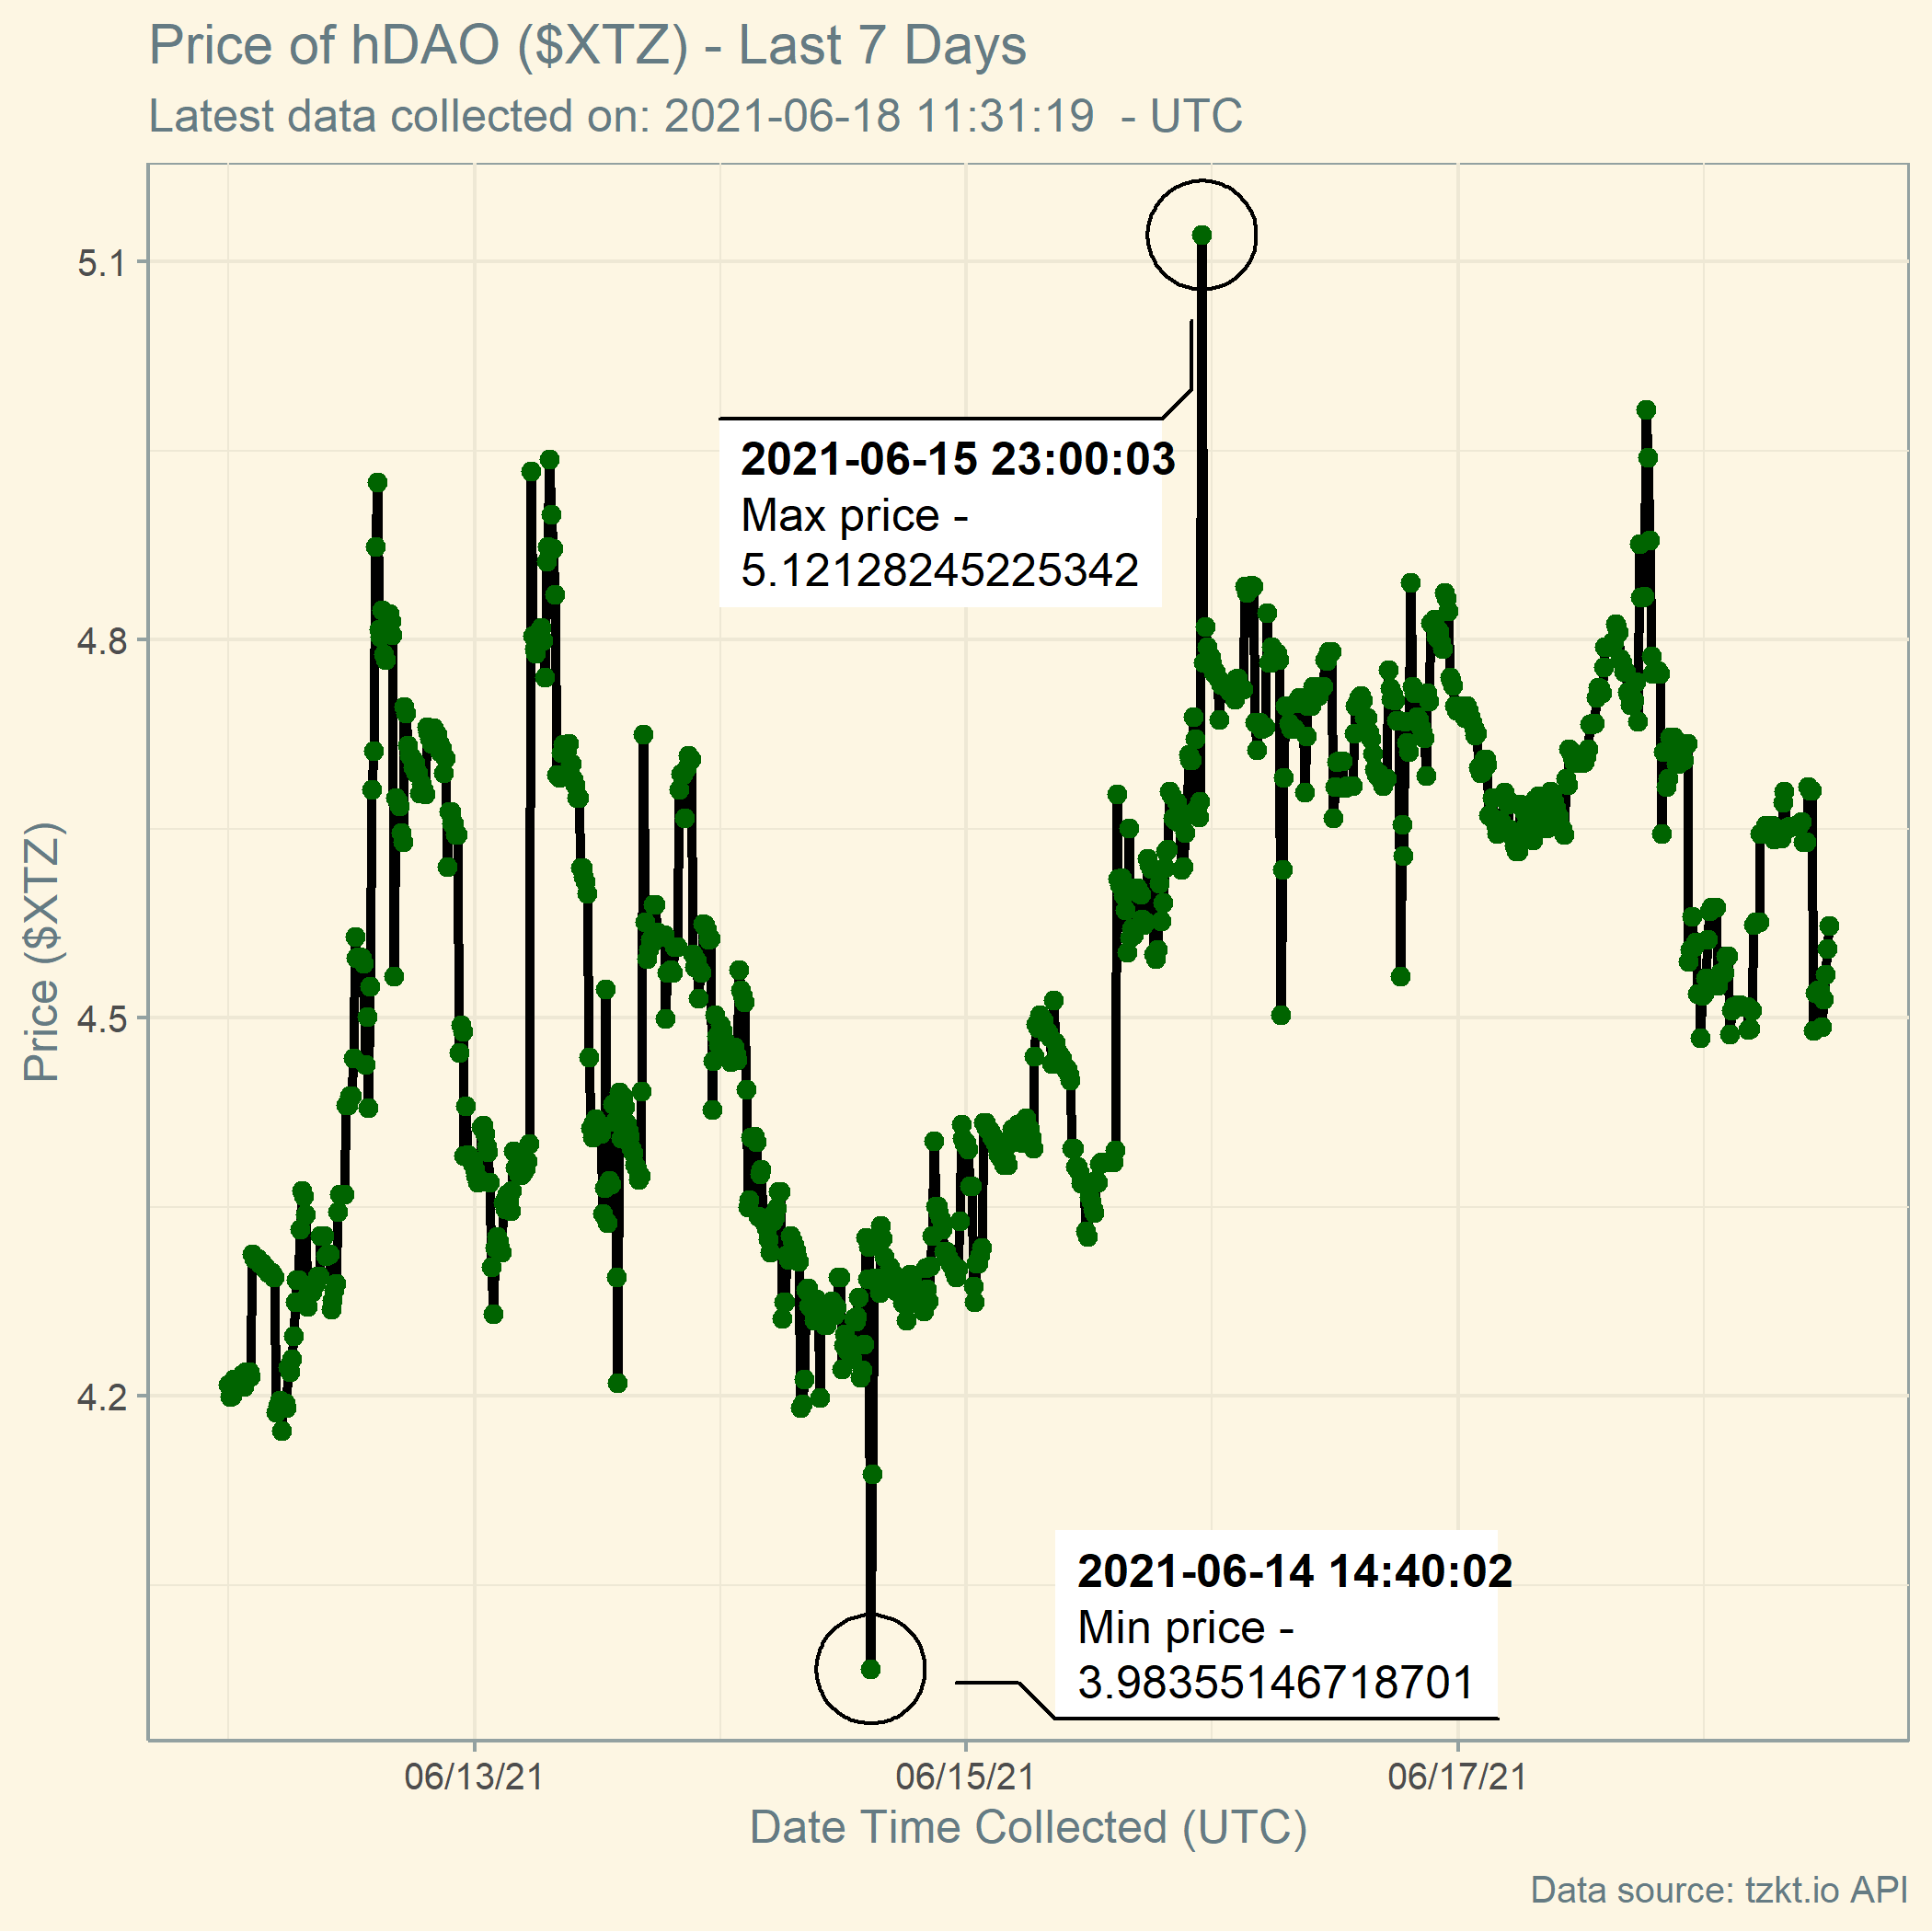 Price of hDAO ($XTZ) - Last 7 Days
Latest data collected on: 2021-06-18 11:31:19  - UTC
5.1
4.8
4.5
4.2
Price ($XTZ)
2021-06-15 23:00:03
Max price -
5.12128245225342
2021-06-14 14:40:02
Min price -
3.98355146718701
06/13/21
06/15/21
06/17/21
Date Time Collected (UTC)
Data source: tzkt.io API